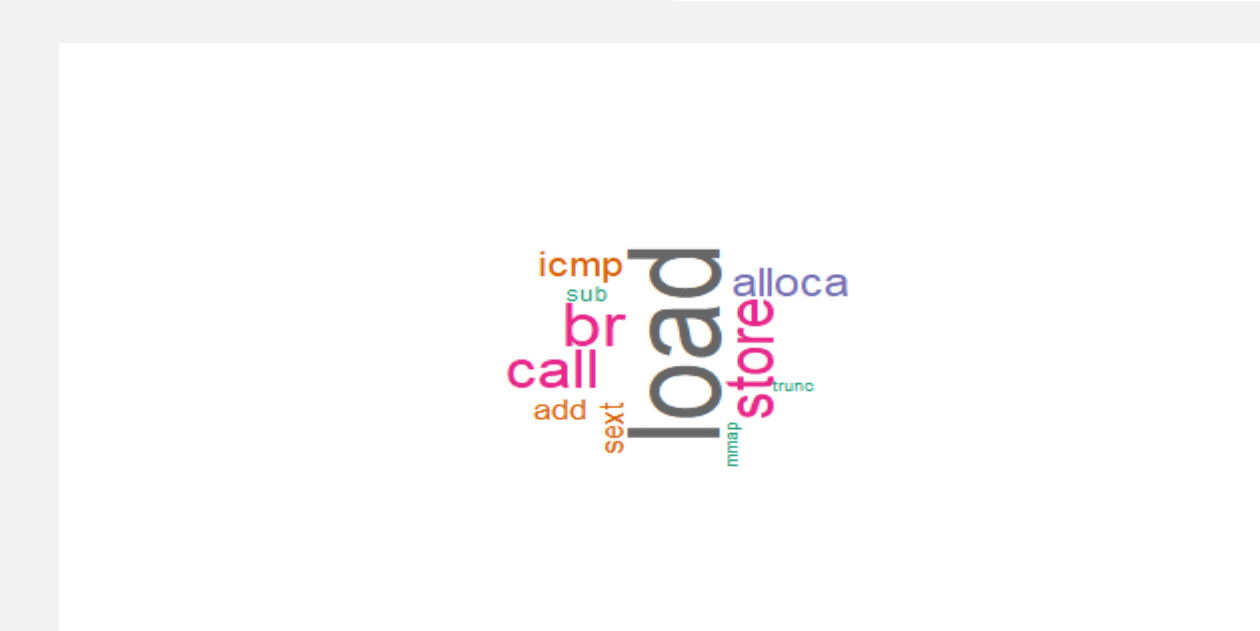 icmp
sub
br
call
add
sext
load
alloca
store
trunc
mmap